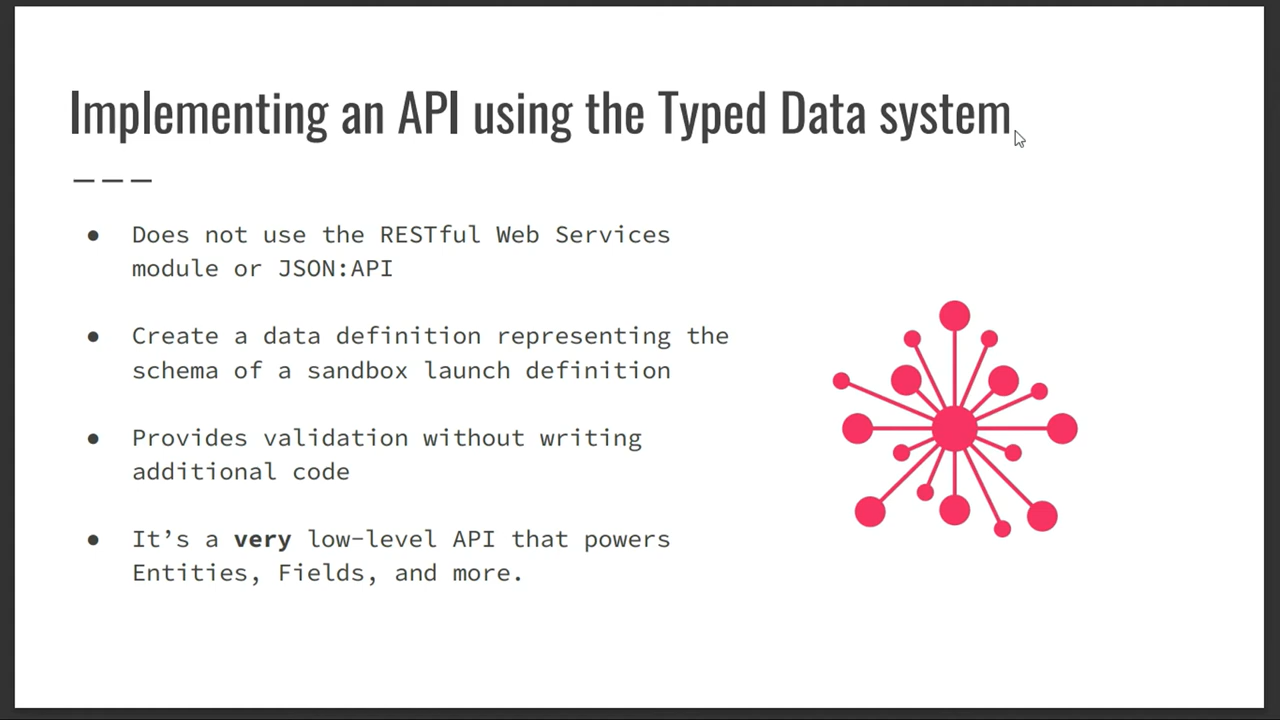 Implementing an API using the Typed Data system
● Does not use the RESTful Web Services
module or JSON:API
● Create a data definition representing the
schema of a sandbox launch definition
● Provides validation without writing
additional code
● It’s a very low-level API that powers
Entities, Fields, and more.